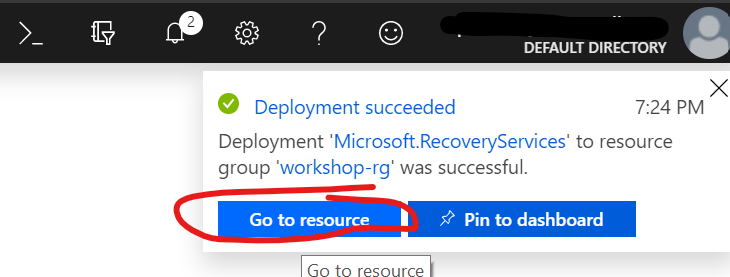 2
DEFAULT DIRECTORY
Deployment succeeded 7:24 PM
Deployment 'Microsoft.RecoveryServices' to resource
group 'workshop-rg' was successful.
Go to resource Pin to dashboard
Go to resource